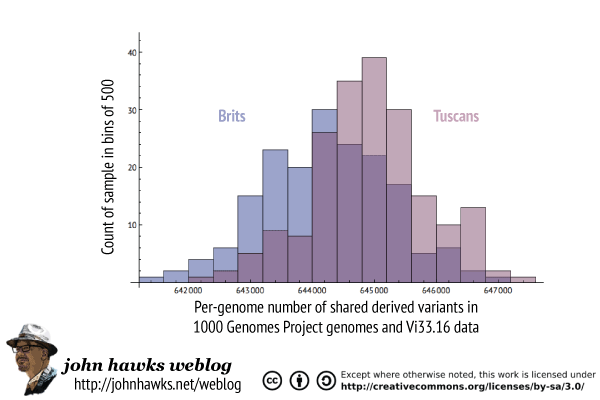 40
30
20
10
Count of sample in bins of 500
Brits
Tuscans
642000 643000 644000 645000 646000 647000
Per-genome number of shared derived variants in
1000 Genomes Project genomes and Vi33.16 data
john hawks weblog
http://johnhawks.net/weblog
cc
Except where otherwise noted, this work is licensed under
http://creativecommons.org/licenses/by-sa/3.0/